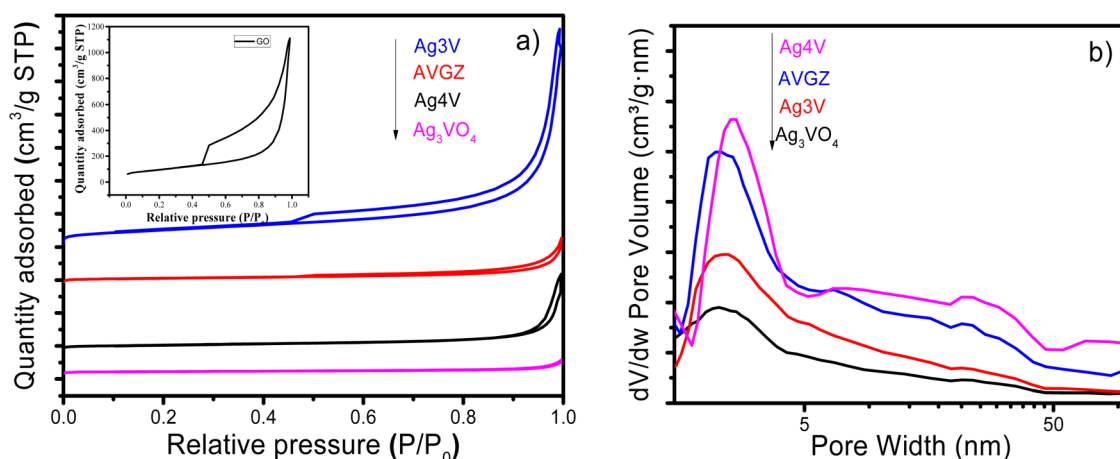 Quantity adsorbed (cm³/g STP)
a)
Quantity adsorbed (cm³/g STP)
1200
1000
800
600
400
200
0
GO
0.0 0.2 0.4 0.6 0.8 1.0
Relative pressure (P/P₀)
Ag3V
AVGZ
Ag4V
Ag₃VO₄
0.0 0.2 0.4 0.6 0.8 1.0
Relative pressure (P/P₀)
dV/dw Pore Volume (cm³/g·nm)
b)
Ag4V
AVGZ
Ag3V
Ag₃VO₄
5 50
Pore Width (nm)